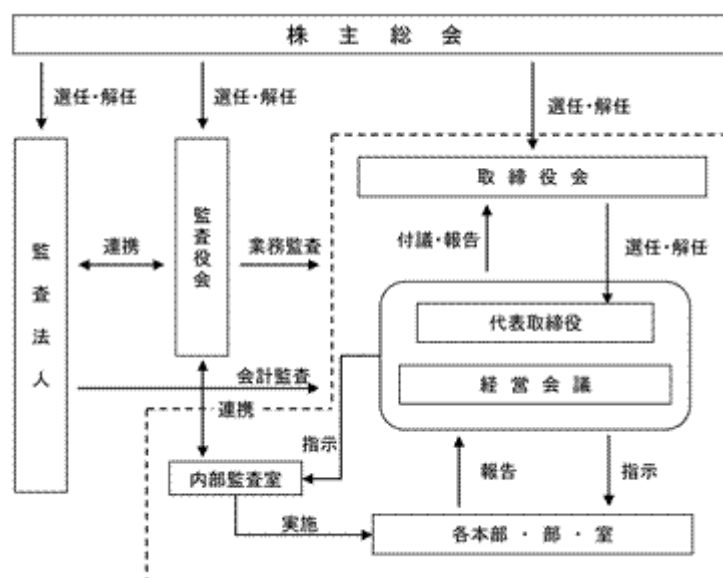 株主総会
選任・解任
選任・解任
選任・解任
取締役会
監査法人
監査役会
連携
業務監査
付議・報告
選任・解任
代表取締役
経営会議
会計監査
連携
指示
内部監査室
報告
指示
実施
各本部・部・室